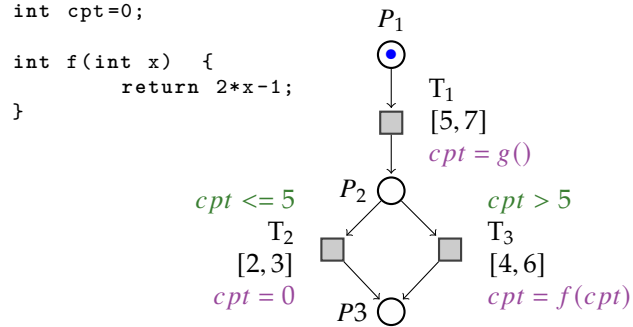 int cpt=0;
int f(int x) {
return 2*x-1;
}
P1
T1
[5,7]
cpt = g()
P2
cpt <= 5
T2
[2,3]
cpt = 0
cpt > 5
T3
[4,6]
cpt = f(cpt)
P3